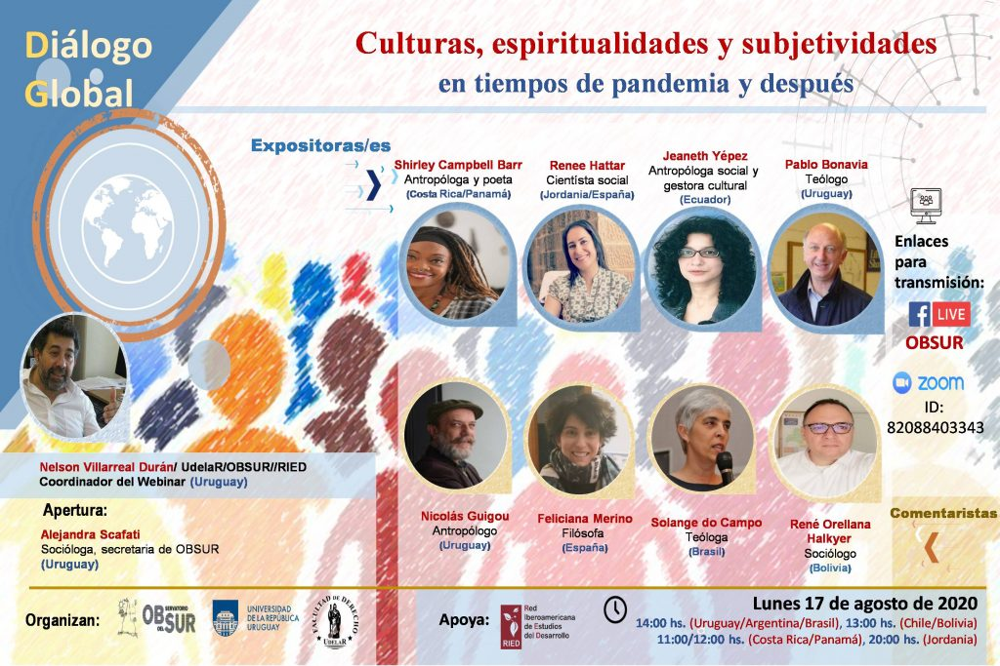 Diálogo
Global
Culturas, espiritualidades y subjetividades
en tiempos de pandemia y después
Expositoras/es
Shirley Campbell Barr
Antropóloga y poeta
(Costa Rica/Panamá)
Renee Hattar
Cientísta social
(Jordania/España)
Jeaneth Yépez
Antropóloga social y
gestora cultural
(Ecuador)
Pablo Bonavia
Teólogo
(Uruguay)
Enlaces
para
transmisión:
f LIVE
OBSUR
zoom
ID:
82088403343
Nelson Villarreal Durán/ UdelaR/OBSUR//RIED
Coordinador del Webinar (Uruguay)
Apertura:
Alejandra Scafati
Socióloga, secretaria de OBSUR
(Uruguay)
Nicolás Guigou
Antropólogo
(Uruguay)
Feliciana Merino
Filósofa
(España)
Solange do Campo
Teóloga
(Brasil)
René Orellana
Halkyer
Sociólogo
(Bolivia)
Comentaristas
Organizan:
OBSERVATORIO
DEL SUR
UNIVERSIDAD
DE LA REPÚBLICA
URUGUAY
FACULTAD DE DERECHO
UDELAR
Apoya:
RIED
Red
Iberoamericana
de Estudios
del Desarrollo
Lunes 17 de agosto de 2020
14:00 hs. (Uruguay/Argentina/Brasil), 13:00 hs. (Chile/Bolivia)
11:00/12:00 hs. (Costa Rica/Panamá), 20:00 hs. (Jordania)